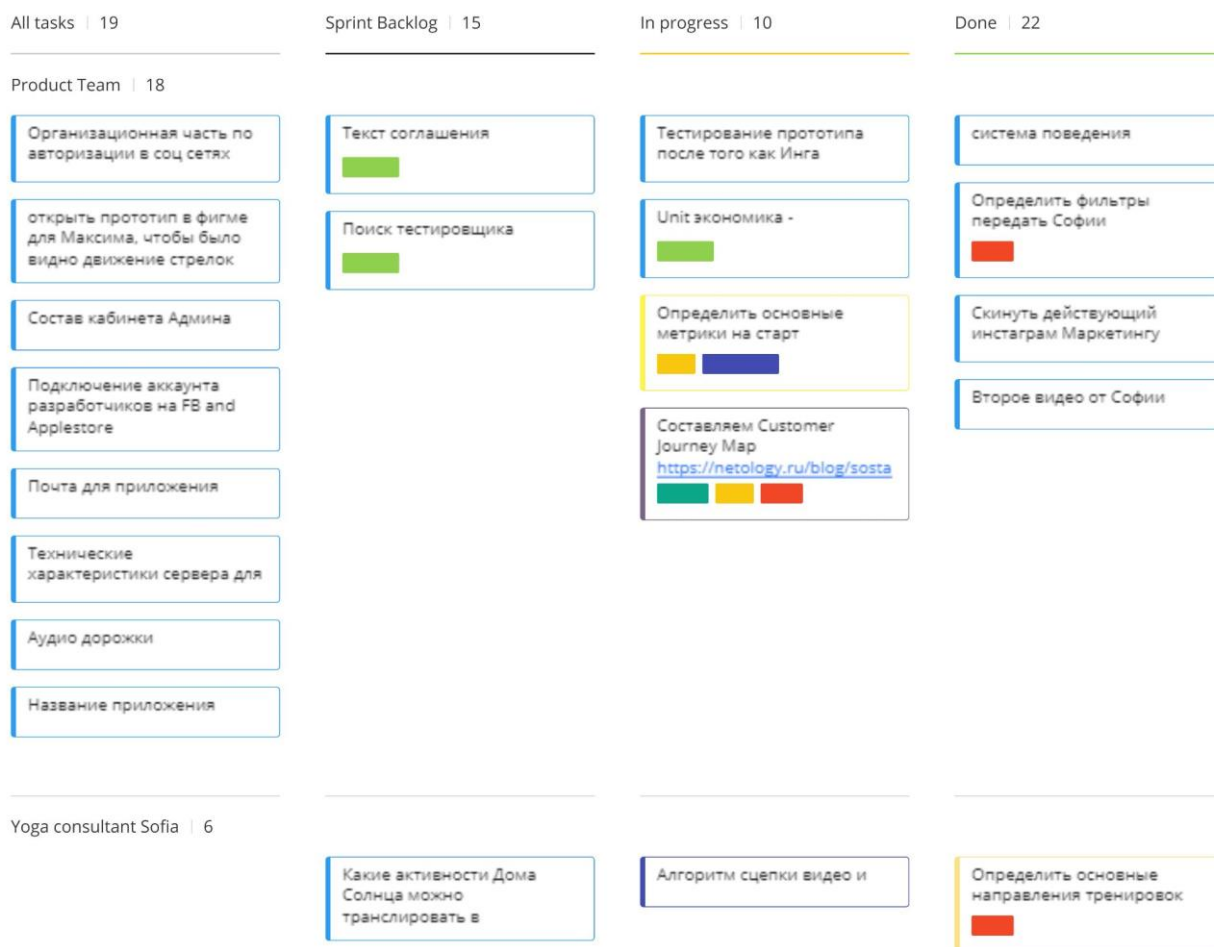 All tasks | 19
Sprint Backlog | 15
In progress | 10
Done | 22
Product Team | 18
Организационная часть по
авторизации в соц сетях
открыть прототип в фигме
для Максима, чтобы было
видно движение стрелок
Состав кабинета Админа
Подключение аккаунта
разработчиков на FB and
Applestore
Почта для приложения
Технические
характеристики сервера для
Аудио дорожки
Название приложения
Текст соглашения
Поиск тестировщика
Тестирование прототипа
после того как Инга
Unit экономика -
Определить основные
метрики на старт
Составляем Customer
Journey Map
https://netology.ru/blog/sosta
система поведения
Определить фильтры
передать Софии
Скинуть действующий
инстаграм Маркетингу
Второе видео от Софии
Yoga consultant Sofia | 6
Какие активности Дома
Солнца можно
транслировать в
Алгоритм сцепки видео и
Определить основные
направления тренировок